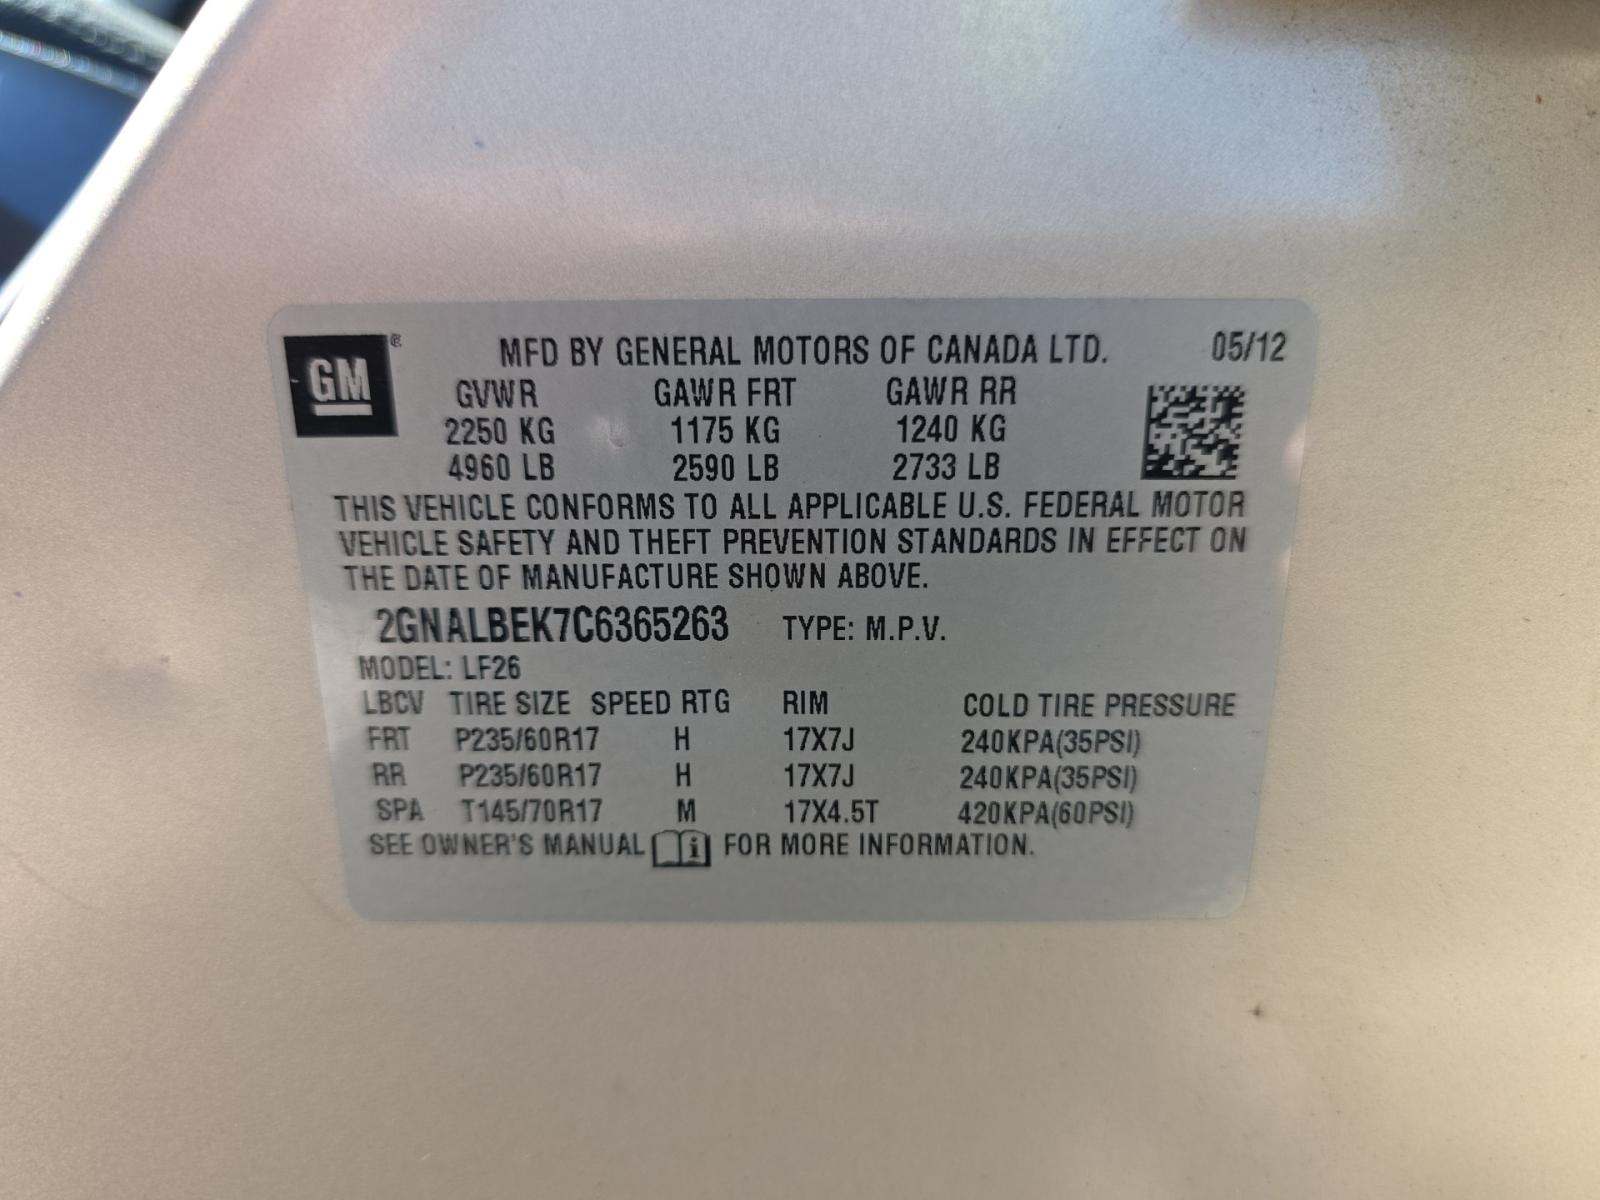 GM ® MFD BY GENERAL MOTORS OF CANADA LTD. 05/12
GVWR GAWR FRT GAWR RR
2250 KG 1175 KG 1240 KG
4960 LB 2590 LB 2733 LB
THIS VEHICLE CONFORMS TO ALL APPLICABLE U.S. FEDERAL MOTOR
VEHICLE SAFETY AND THEFT PREVENTION STANDARDS IN EFFECT ON
THE DATE OF MANUFACTURE SHOWN ABOVE.
2GNALBEK7C6365263 TYPE: M.P.V.
MODEL: LF26
LBCV TIRE SIZE SPEED RTG RIM COLD TIRE PRESSURE
FRT P235/60R17 H 17X7J 240KPA(35PSI)
RR P235/60R17 H 17X7J 240KPA(35PSI)
SPA T145/70R17 M 17X4.5T 420KPA(60PSI)
SEE OWNER'S MANUAL i FOR MORE INFORMATION.